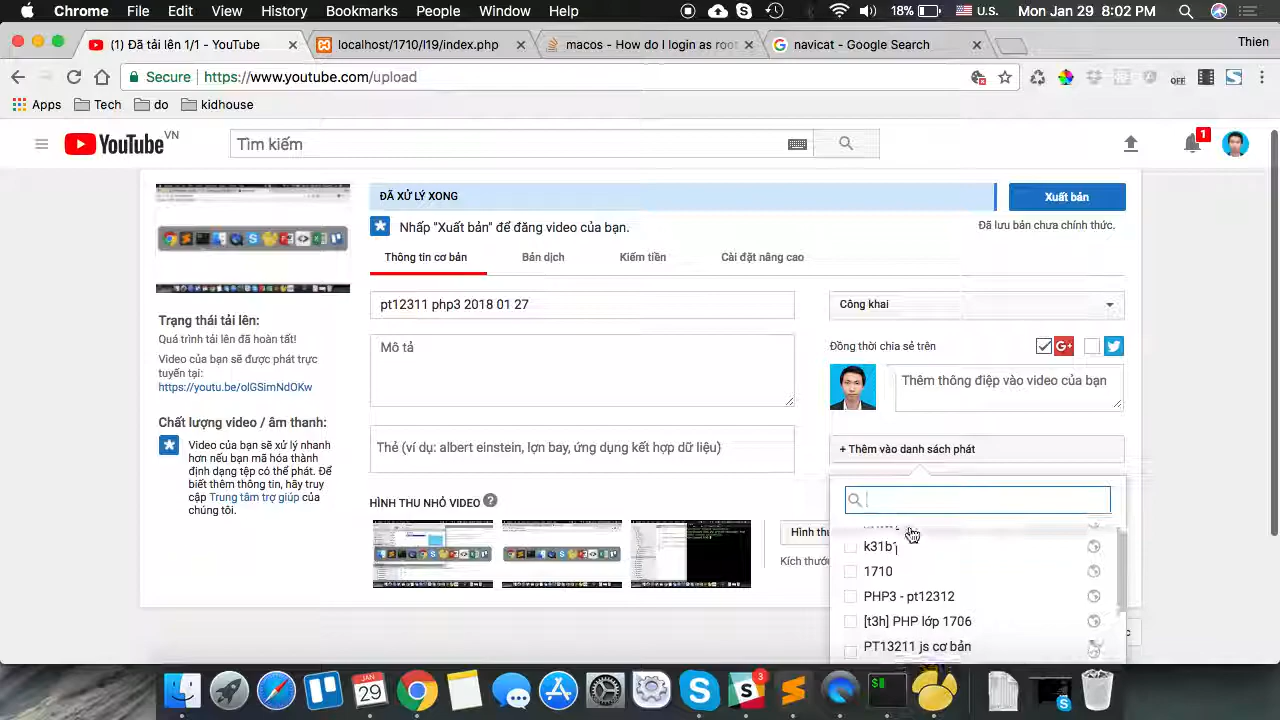 Chrome File Edit View History Bookmarks People Window Help 18% U.S. Mon Jan 29 8:02 PM
(1) Đã tải lên 1/1 - YouTube localhost/1710/l19/index.php macos - How do I login as root navicat - Google Search Thien
Secure https://www.youtube.com/upload OFF
Apps Tech do kidhouse
YouTube VN Tìm kiếm 1
ĐÃ XỬ LÝ XONG Xuất bản
Nhấp "Xuất bản" để đăng video của bạn. Đã lưu bản chưa chính thức.
Thông tin cơ bản Bản dịch Kiếm tiền Cài đặt nâng cao
pt12311 php3 2018 01 27 Công khai
Trạng thái tải lên:
Quá trình tải lên đã hoàn tất!
Video của bạn sẽ được phát trực
tuyến tại:
https://youtu.be/olGSimNdOKw
Mô tả
Đồng thời chia sẻ trên G+
Thêm thông điệp vào video của bạn
Chất lượng video / âm thanh:
Video của bạn sẽ xử lý nhanh
hơn nếu bạn mã hóa thành
định dạng tệp có thể phát. Để
biết thêm thông tin, hãy truy
cập Trung tâm trợ giúp của
chúng tôi.
Thẻ (ví dụ: albert einstein, lợn bay, ứng dụng kết hợp dữ liệu)
+ Thêm vào danh sách phát
HÌNH THU NHỎ VIDEO ?
Hình th
Kích thước
k31b1
1710
PHP3 - pt12312
[t3h] PHP lớp 1706
PT13211 js cơ bản
JAN
29
3